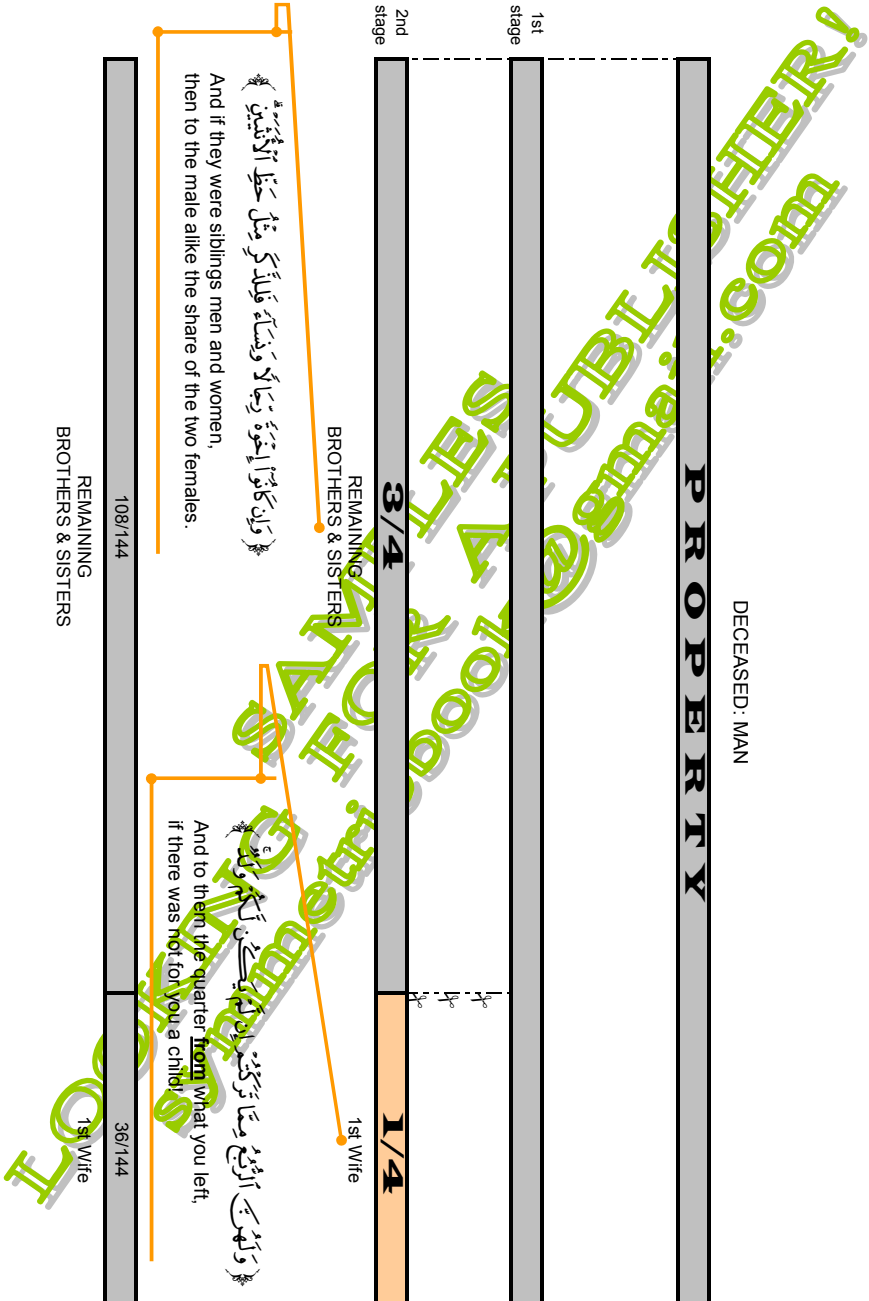 DECEASED: MAN
PROPERTY
1st
stage
2nd
stage
3/4
1/4
REMAINING
BROTHERS & SISTERS
1st Wife
﴿ وَإِن كَانُوٓا۟ إِخْوَةً رِّجَالًا وَنِسَآءً فَلِلذَّكَرِ مِثْلُ حَظِّ ٱلْأُنثَيَيْنِ ۗ ﴾
And if they were siblings men and women,
then to the male alike the share of the two females.
﴿ وَلَهُنَّ ٱلرُّبُعُ مِمَّا تَرَكْتُمْ إِن لَّمْ يَكُن لَّكُمْ وَلَدٌ ۚ ﴾
And to them the quarter from what you left,
if there was not for you a child!
108/144
36/144
REMAINING
BROTHERS & SISTERS
1st Wife
LOOKING SAMPLES FOR A PUBLISHER!
symmetricbook@gmail.com